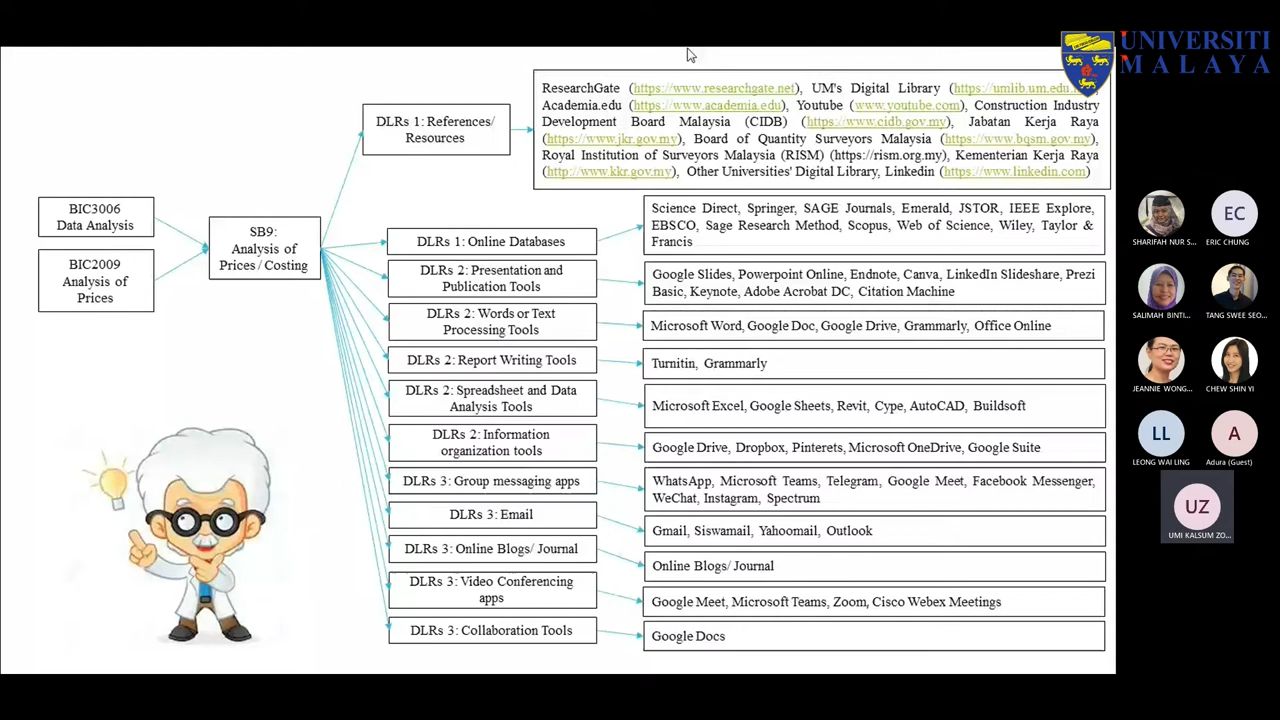 UNIVERSITI
MALAYA
ResearchGate (https://www.researchgate.net), UM's Digital Library (https://umlib.um.edu.
Academia.edu (https://www.academia.edu), Youtube (www.youtube.com), Construction Industry
Development Board Malaysia (CIDB) (https://www.cidb.gov.my), Jabatan Kerja Raya
(https://www.jkr.gov.my), Board of Quantity Surveyors Malaysia (https://www.bqsm.gov.my),
Royal Institution of Surveyors Malaysia (RISM) (https://rism.org.my), Kementerian Kerja Raya
(http://www.kkr.gov.my), Other Universities' Digital Library, Linkedin (https://www.linkedin.com)
DLRs 1: References/
Resources
BIC3006
Data Analysis
BIC2009
Analysis of
Prices
SB9:
Analysis of
Prices / Costing
DLRs 1: Online Databases
Science Direct, Springer, SAGE Journals, Emerald, JSTOR, IEEE Explore,
EBSCO, Sage Research Method, Scopus, Web of Science, Wiley, Taylor &
Francis
DLRs 2: Presentation and
Publication Tools
Google Slides, Powerpoint Online, Endnote, Canva, LinkedIn Slideshare, Prezi
Basic, Keynote, Adobe Acrobat DC, Citation Machine
DLRs 2: Words or Text
Processing Tools
Microsoft Word, Google Doc, Google Drive, Grammarly, Office Online
DLRs 2: Report Writing Tools
Turnitin, Grammarly
DLRs 2: Spreadsheet and Data
Analysis Tools
Microsoft Excel, Google Sheets, Revit, Cype, AutoCAD, Buildsoft
DLRs 2: Information
organization tools
Google Drive, Dropbox, Pinterets, Microsoft OneDrive, Google Suite
DLRs 3: Group messaging apps
WhatsApp, Microsoft Teams, Telegram, Google Meet, Facebook Messenger,
WeChat, Instagram, Spectrum
DLRs 3: Email
Gmail, Siswamail, Yahoomail, Outlook
DLRs 3: Online Blogs/ Journal
Online Blogs/ Journal
DLRs 3: Video Conferencing
apps
Google Meet, Microsoft Teams, Zoom, Cisco Webex Meetings
DLRs 3: Collaboration Tools
Google Docs
EC
SHARIFAH NUR S...
ERIC CHUNG
SALIMAH BINTI...
TANG SWEE SEO...
JEANNIE WONG...
CHEW SHIN YI
LL
A
LEONG WAI LING
Adura (Guest)
UZ
UMI KALSUM ZO...